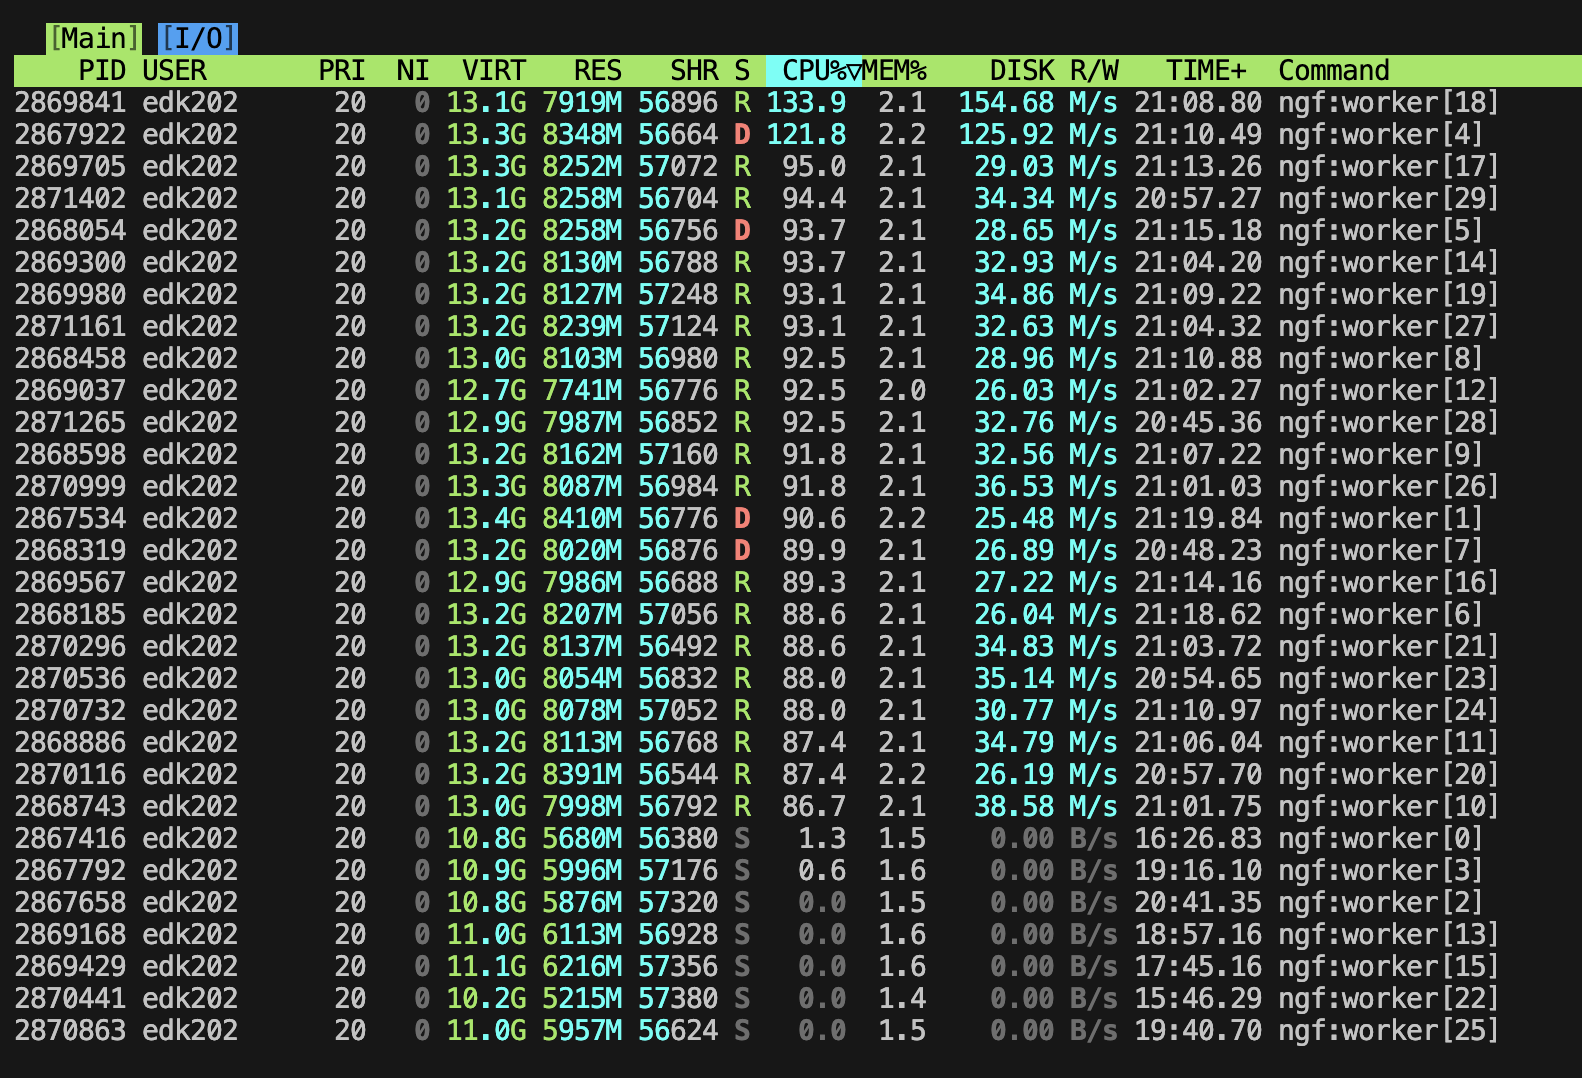 [Main] [I/O]
PID USER PRI NI VIRT RES SHR S CPU%▽MEM% DISK R/W TIME+ Command
2869841 edk202 20 0 13.1G 7919M 56896 R 133.9 2.1 154.68 M/s 21:08.80 ngf:worker[18]
2867922 edk202 20 0 13.3G 8348M 56664 D 121.8 2.2 125.92 M/s 21:10.49 ngf:worker[4]
2869705 edk202 20 0 13.3G 8252M 57072 R 95.0 2.1 29.03 M/s 21:13.26 ngf:worker[17]
2871402 edk202 20 0 13.1G 8258M 56704 R 94.4 2.1 34.34 M/s 20:57.27 ngf:worker[29]
2868054 edk202 20 0 13.2G 8258M 56756 D 93.7 2.1 28.65 M/s 21:15.18 ngf:worker[5]
2869300 edk202 20 0 13.2G 8130M 56788 R 93.7 2.1 32.93 M/s 21:04.20 ngf:worker[14]
2869980 edk202 20 0 13.2G 8127M 57248 R 93.1 2.1 34.86 M/s 21:09.22 ngf:worker[19]
2871161 edk202 20 0 13.2G 8239M 57124 R 93.1 2.1 32.63 M/s 21:04.32 ngf:worker[27]
2868458 edk202 20 0 13.0G 8103M 56980 R 92.5 2.1 28.96 M/s 21:10.88 ngf:worker[8]
2869037 edk202 20 0 12.7G 7741M 56776 R 92.5 2.0 26.03 M/s 21:02.27 ngf:worker[12]
2871265 edk202 20 0 12.9G 7987M 56852 R 92.5 2.1 32.76 M/s 20:45.36 ngf:worker[28]
2868598 edk202 20 0 13.2G 8162M 57160 R 91.8 2.1 32.56 M/s 21:07.22 ngf:worker[9]
2870999 edk202 20 0 13.3G 8087M 56984 R 91.8 2.1 36.53 M/s 21:01.03 ngf:worker[26]
2867534 edk202 20 0 13.4G 8410M 56776 D 90.6 2.2 25.48 M/s 21:19.84 ngf:worker[1]
2868319 edk202 20 0 13.2G 8020M 56876 D 89.9 2.1 26.89 M/s 20:48.23 ngf:worker[7]
2869567 edk202 20 0 12.9G 7986M 56688 R 89.3 2.1 27.22 M/s 21:14.16 ngf:worker[16]
2868185 edk202 20 0 13.2G 8207M 57056 R 88.6 2.1 26.04 M/s 21:18.62 ngf:worker[6]
2870296 edk202 20 0 13.2G 8137M 56492 R 88.6 2.1 34.83 M/s 21:03.72 ngf:worker[21]
2870536 edk202 20 0 13.0G 8054M 56832 R 88.0 2.1 35.14 M/s 20:54.65 ngf:worker[23]
2870732 edk202 20 0 13.0G 8078M 57052 R 88.0 2.1 30.77 M/s 21:10.97 ngf:worker[24]
2868886 edk202 20 0 13.2G 8113M 56768 R 87.4 2.1 34.79 M/s 21:06.04 ngf:worker[11]
2870116 edk202 20 0 13.2G 8391M 56544 R 87.4 2.2 26.19 M/s 20:57.70 ngf:worker[20]
2868743 edk202 20 0 13.0G 7998M 56792 R 86.7 2.1 38.58 M/s 21:01.75 ngf:worker[10]
2867416 edk202 20 0 10.8G 5680M 56380 S 1.3 1.5 0.00 B/s 16:26.83 ngf:worker[0]
2867792 edk202 20 0 10.9G 5996M 57176 S 0.6 1.6 0.00 B/s 19:16.10 ngf:worker[3]
2867658 edk202 20 0 10.8G 5876M 57320 S 0.0 1.5 0.00 B/s 20:41.35 ngf:worker[2]
2869168 edk202 20 0 11.0G 6113M 56928 S 0.0 1.6 0.00 B/s 18:57.16 ngf:worker[13]
2869429 edk202 20 0 11.1G 6216M 57356 S 0.0 1.6 0.00 B/s 17:45.16 ngf:worker[15]
2870441 edk202 20 0 10.2G 5215M 57380 S 0.0 1.4 0.00 B/s 15:46.29 ngf:worker[22]
2870863 edk202 20 0 11.0G 5957M 56624 S 0.0 1.5 0.00 B/s 19:40.70 ngf:worker[25]